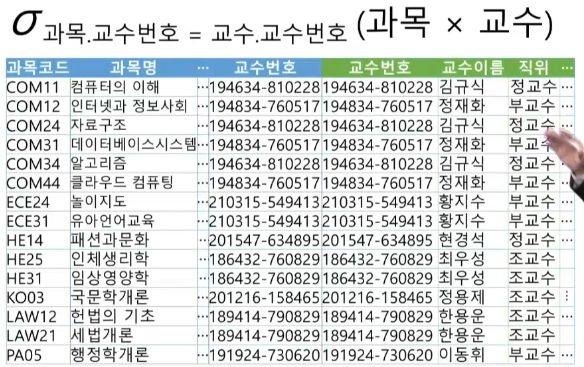 σ 과목.교수번호 = 교수.교수번호 (과목 × 교수)
과목코드 과목명 ··· 교수번호 교수번호 교수이름 직위 ···
COM11 컴퓨터의 이해 ··· 194634-810228 194634-810228 김규식 정교수 ···
COM12 인터넷과 정보사회 ··· 194834-760517 194834-760517 정재화 부교수 ···
COM24 자료구조 ··· 194634-810228 194634-810228 김규식 정교수
COM31 데이터베이스시스템 ··· 194834-760517 194834-760517 정재화 부교수
COM34 알고리즘 ··· 194634-810228 194634-810228 김규식 정교수
COM44 클라우드 컴퓨팅 ··· 194834-760517 194834-760517 정재화 부교수 ···
ECE24 놀이지도 ··· 210315-549413 210315-549413 황지수 부교수 ···
ECE31 유아언어교육 ··· 210315-549413 210315-549413 황지수 부교수 ···
HE14 패션과문화 ··· 201547-634895 201547-634895 현경석 정교수 ···
HE25 인체생리학 ··· 186432-760829 186432-760829 최우성 조교수
HE31 임상영양학 ··· 186432-760829 186432-760829 최우성 조교수
KO03 국문학개론 ··· 201216-158465 201216-158465 정용제 조교수 ⋮
LAW12 헌법의 기초 ··· 189414-790829 189414-790829 한용운 조교수 ···
LAW21 세법개론 ··· 189414-790829 189414-790829 한용운 조교수 ···
PA05 행정학개론 ··· 191924-730620 191924-730620 이동휘 부교수 ···